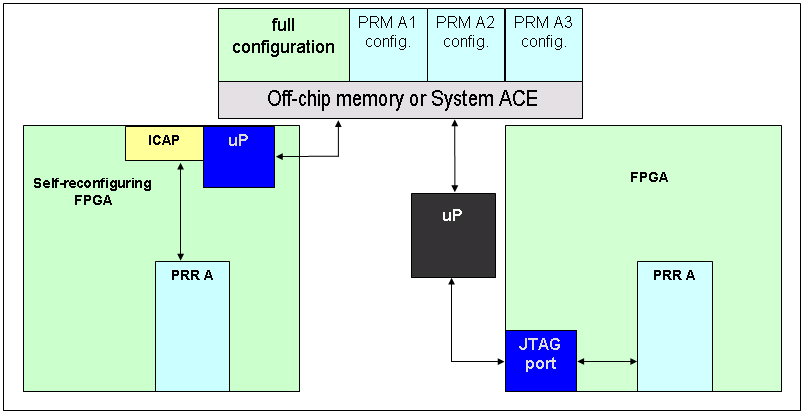 full
configuration
PRM A1
config.
PRM A2
config.
PRM A3
config.
Off-chip memory or System ACE
ICAP
uP
Self-reconfiguring
FPGA
PRR A
uP
FPGA
PRR A
JTAG
port